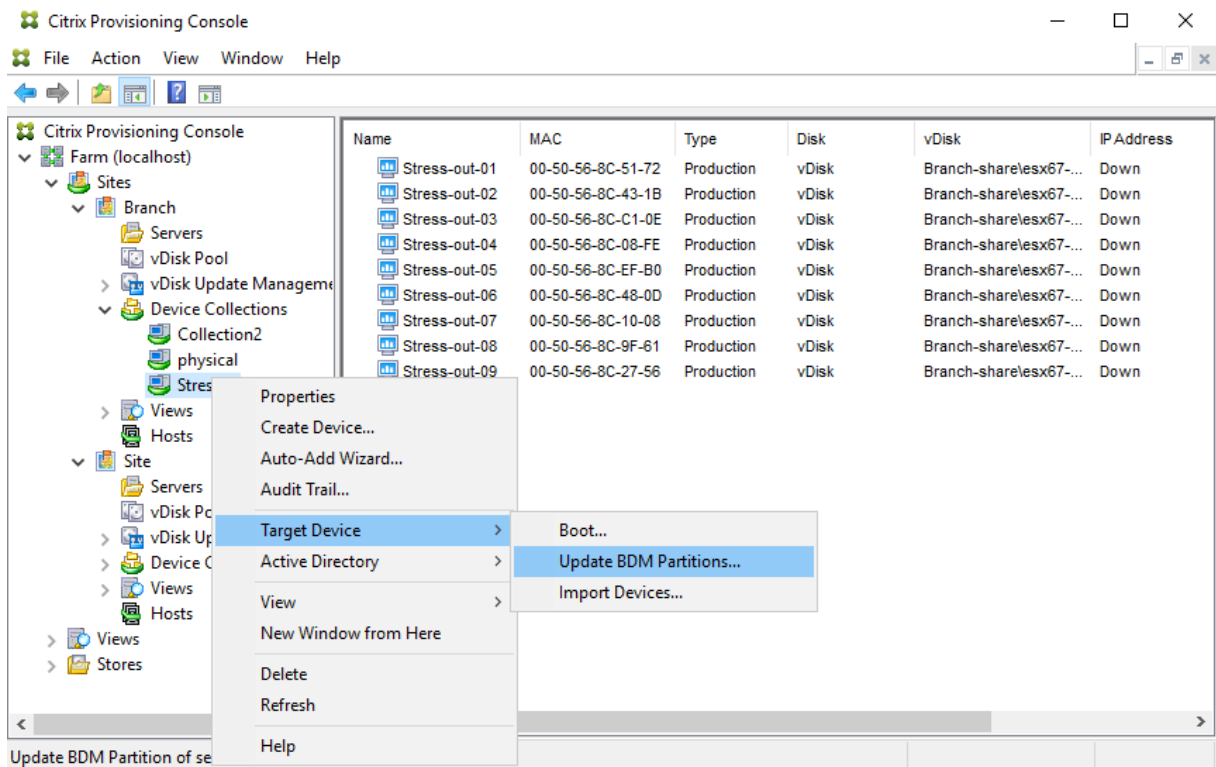 Citrix Provisioning Console
File Action View Window Help
Citrix Provisioning Console
Farm (localhost)
Sites
Branch
Servers
vDisk Pool
vDisk Update Manageme
Device Collections
Collection2
physical
Stres
Views
Hosts
Site
Servers
vDisk Po
vDisk Up
Device C
Views
Hosts
Views
Stores
Name MAC Type Disk vDisk IP Address
Stress-out-01 00-50-56-8C-51-72 Production vDisk Branch-share\esx67-... Down
Stress-out-02 00-50-56-8C-43-1B Production vDisk Branch-share\esx67-... Down
Stress-out-03 00-50-56-8C-C1-0E Production vDisk Branch-share\esx67-... Down
Stress-out-04 00-50-56-8C-08-FE Production vDisk Branch-share\esx67-... Down
Stress-out-05 00-50-56-8C-EF-B0 Production vDisk Branch-share\esx67-... Down
Stress-out-06 00-50-56-8C-48-0D Production vDisk Branch-share\esx67-... Down
Stress-out-07 00-50-56-8C-10-08 Production vDisk Branch-share\esx67-... Down
Stress-out-08 00-50-56-8C-9F-61 Production vDisk Branch-share\esx67-... Down
Stress-out-09 00-50-56-8C-27-56 Production vDisk Branch-share\esx67-... Down
Properties
Create Device...
Auto-Add Wizard...
Audit Trail...
Target Device
Active Directory
View
New Window from Here
Delete
Refresh
Help
Boot...
Update BDM Partitions...
Import Devices...
Update BDM Partition of se